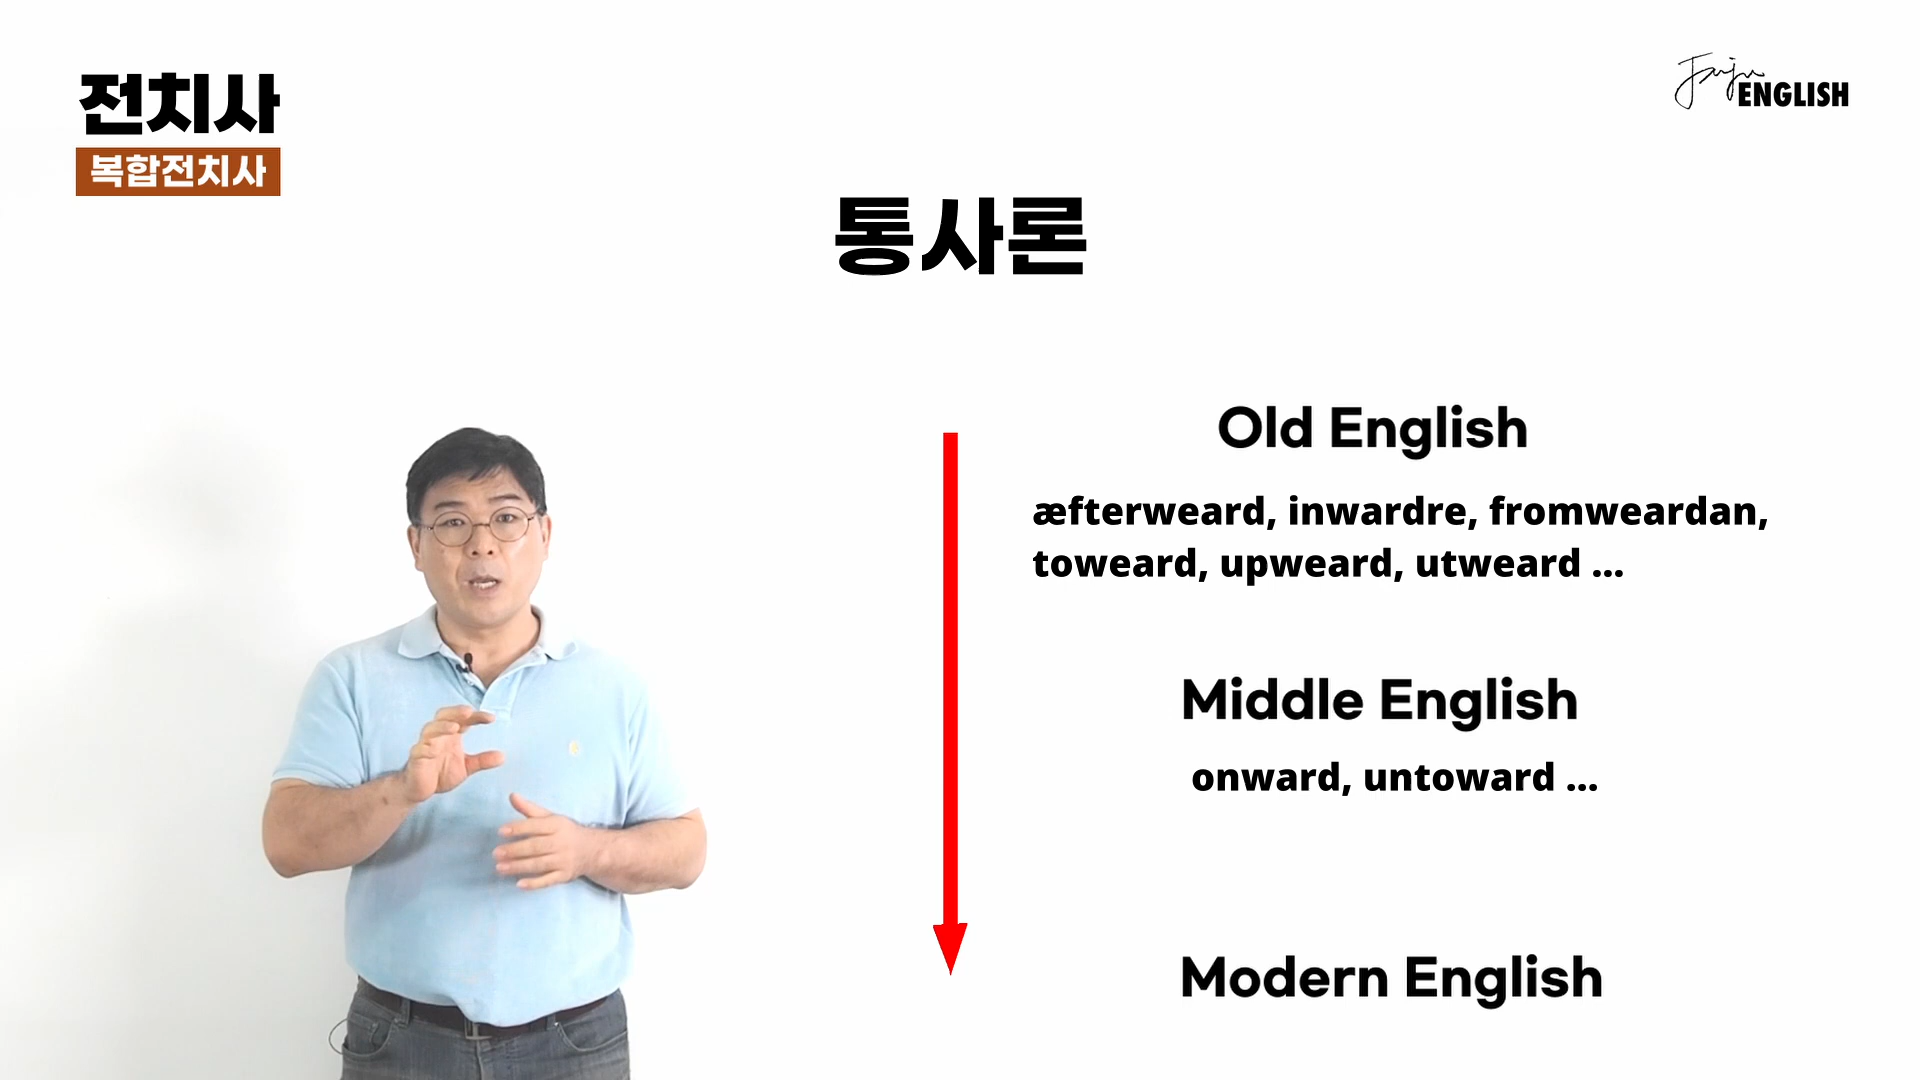 전치사
복합전치사
ENGLISH
통사론
Old English
æfterweard, inwardre, fromweardan,
toweard, upweard, utweard ...
Middle English
onward, untoward ...
Modern English